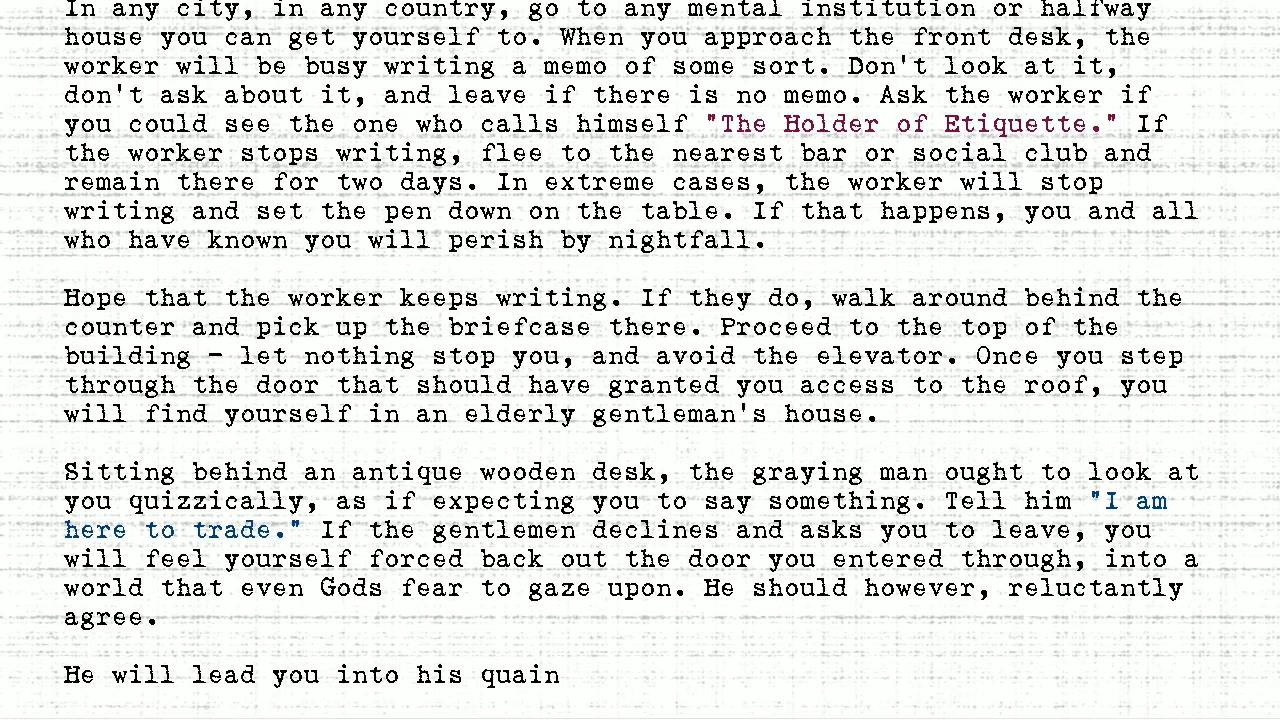 In any city, in any country, go to any mental institution or halfway
house you can get yourself to. When you approach the front desk, the
worker will be busy writing a memo of some sort. Don't look at it,
don't ask about it, and leave if there is no memo. Ask the worker if
you could see the one who calls himself "The Holder of Etiquette." If
the worker stops writing, flee to the nearest bar or social club and
remain there for two days. In extreme cases, the worker will stop
writing and set the pen down on the table. If that happens, you and all
who have known you will perish by nightfall.
Hope that the worker keeps writing. If they do, walk around behind the
counter and pick up the briefcase there. Proceed to the top of the
building - let nothing stop you, and avoid the elevator. Once you step
through the door that should have granted you access to the roof, you
will find yourself in an elderly gentleman's house.
Sitting behind an antique wooden desk, the graying man ought to look at
you quizzically, as if expecting you to say something. Tell him "I am
here to trade." If the gentlemen declines and asks you to leave, you
will feel yourself forced back out the door you entered through, into a
world that even Gods fear to gaze upon. He should however, reluctantly
agree.
He will lead you into his quain